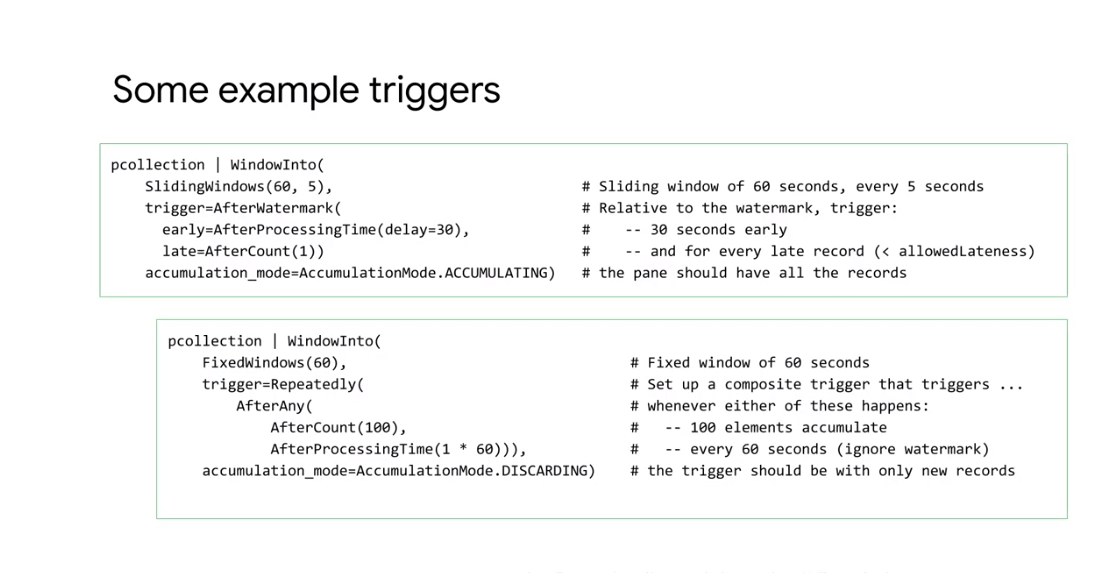 Some example triggers
pcollection | WindowInto(
    SlidingWindows(60, 5),                             # Sliding window of 60 seconds, every 5 seconds
    trigger=AfterWatermark(                            # Relative to the watermark, trigger:
      early=AfterProcessingTime(delay=30),             #    -- 30 seconds early
      late=AfterCount(1))                              #    -- and for every late record (< allowedLateness)
    accumulation_mode=AccumulationMode.ACCUMULATING)   # the pane should have all the records
pcollection | WindowInto(
    FixedWindows(60),                                 # Fixed window of 60 seconds
    trigger=Repeatedly(                               # Set up a composite trigger that triggers ...
        AfterAny(                                     # whenever either of these happens:
            AfterCount(100),                          #   -- 100 elements accumulate
            AfterProcessingTime(1 * 60))),            #   -- every 60 seconds (ignore watermark)
    accumulation_mode=AccumulationMode.DISCARDING)    # the trigger should be with only new records